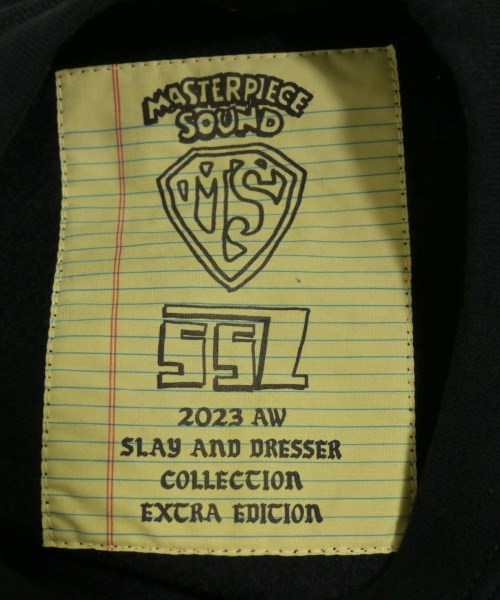 MASTERPIECE
SOUND
MS
SSZ
2023 AW
SLAY AND DRESSER
COLLECTION
EXTRA EDITION